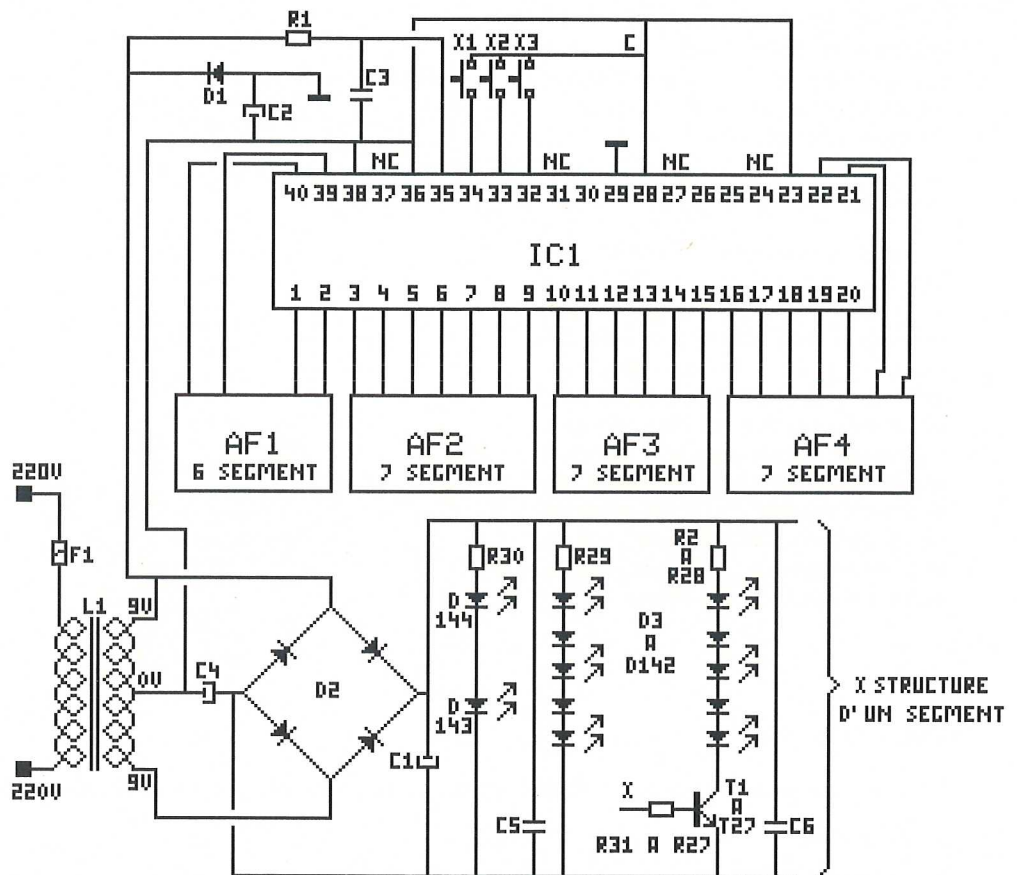 R1
X1 X2 X3
C
D1
C2
C3
NC
NC
NC
NC
40 39 38 37 36 35 34 33 32 31 30 29 28 27 26 25 24 23 22 21
IC1
1 2 3 4 5 6 7 8 9 10 11 12 13 14 15 16 17 18 19 20
AF1
6 SEGMENT
AF2
7 SEGMENT
AF3
7 SEGMENT
AF4
7 SEGMENT
220V
F1
L1
9V
0V
9V
220V
C4
D2
C1
R30
D
144
D
143
C5
R29
R2
A
R28
D3
A
D142
X
R31 A R27
T1
A
T27
C6
X STRUCTURE
D'UN SEGMENT